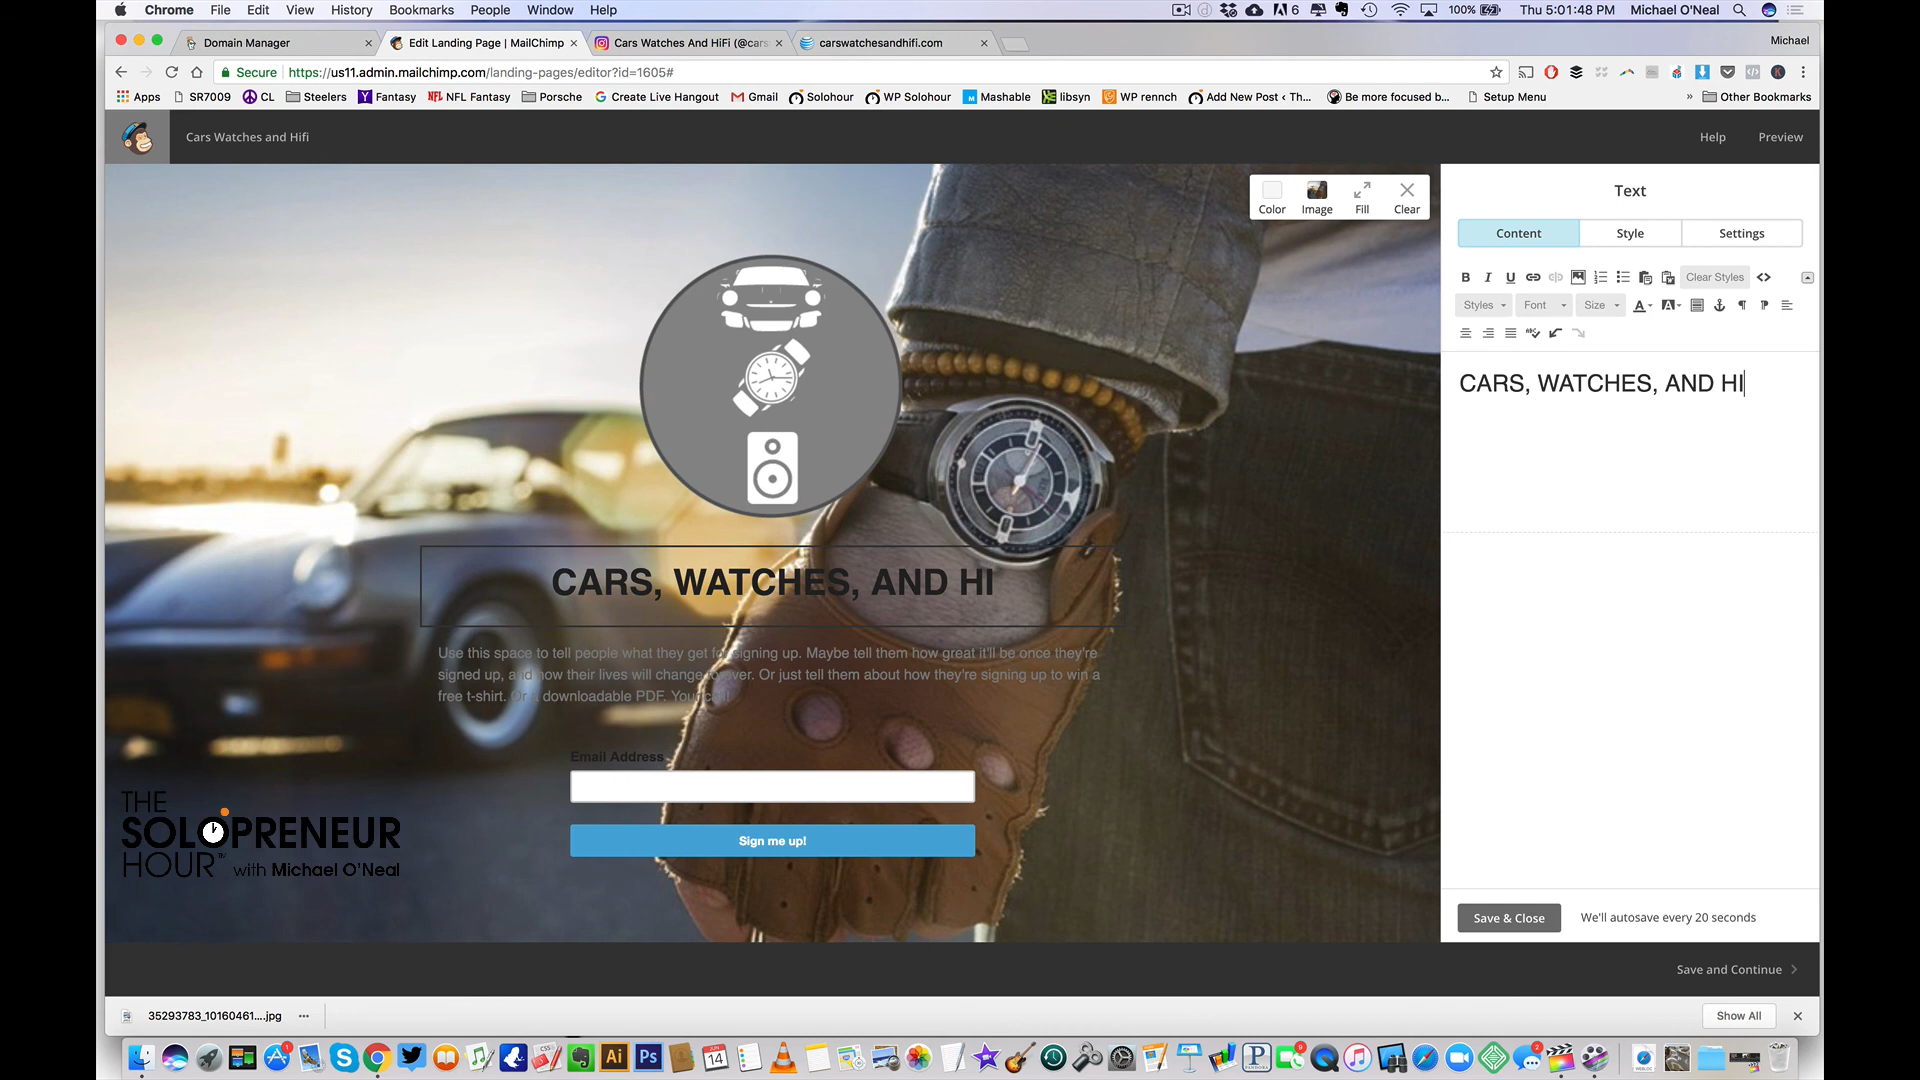 Chrome File Edit View History Bookmarks People Window Help
6 100% Thu 5:01:48 PM Michael O'Neal
Domain Manager
Edit Landing Page | MailChimp
Cars Watches And HiFi (@cars
carswatchesandhifi.com
Michael
Secure https://us11.admin.mailchimp.com/landing-pages/editor?id=1605#
Apps SR7009 CL Steelers Fantasy NFL Fantasy Porsche Create Live Hangout Gmail Solohour WP Solohour Mashable libsyn WP rennch Add New Post ‹ Th... Be more focused b... Setup Menu » Other Bookmarks
Cars Watches and Hifi
Help Preview
Color Image Fill Clear
Text
Content Style Settings
B I U Clear Styles
Styles Font Size A A
CARS, WATCHES, AND HI
CARS, WATCHES, AND HI
Use this space to tell people what they get for signing up. Maybe tell them how great it'll be once they're
signed up, and how their lives will change forever. Or just tell them about how they're signing up to win a
free t-shirt. Or a downloadable PDF. Your call
Email Address
Sign me up!
THE
SOLOPRENEUR
HOUR™ with Michael O'Neal
Save & Close We'll autosave every 20 seconds
Save and Continue
35293783_10160461....jpg
Show All